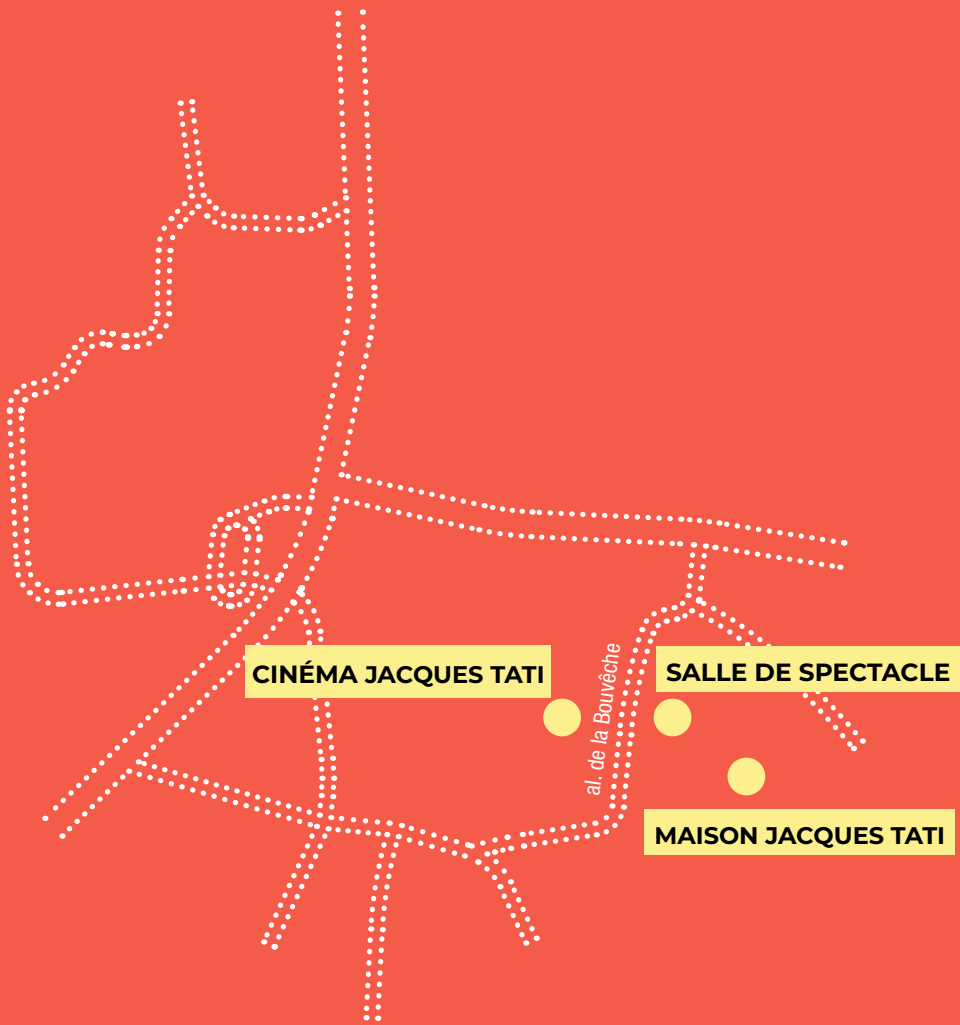 CINÉMA JACQUES TATI
SALLE DE SPECTACLE
al. de la Bouvêche
MAISON JACQUES TATI